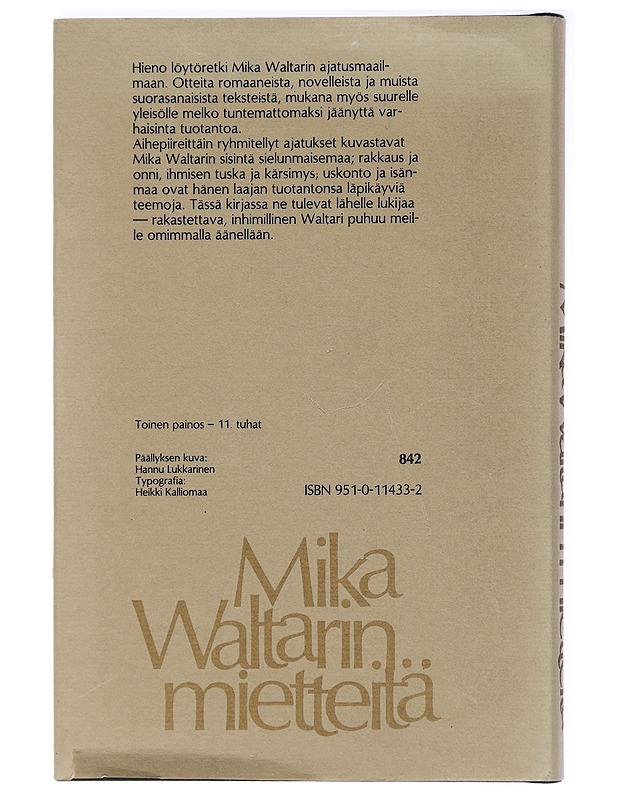 Hieno löytöretki Mika Waltarin ajatusmaail-
maan. Otteita romaaneista, novelleista ja muista
suorasanaisista teksteistä, mukana myös suurelle
yleisölle melko tuntemattomaksi jäänyttä var-
haisinta tuotantoa.
Aihepiireittäin ryhmitellyt ajatukset kuvastavat
Mika Waltarin sisintä sielunmaisemaa; rakkaus ja
onni, ihmisen tuska ja kärsimys; uskonto ja isän-
maa ovat hänen laajan tuotantonsa läpikäyviä
teemoja. Tässä kirjassa ne tulevat lähelle lukijaa
— rakastettava, inhimillinen Waltari puhuu meil-
le omimmalla äänellään.
Toinen painos – 11. tuhat
Päällyksen kuva:
Hannu Lukkarinen
Typografia:
Heikki Kalliomaa
842
ISBN 951-0-11433-2
Mika
Waltarin
mietteitä
Mika Waltarin mietteitä